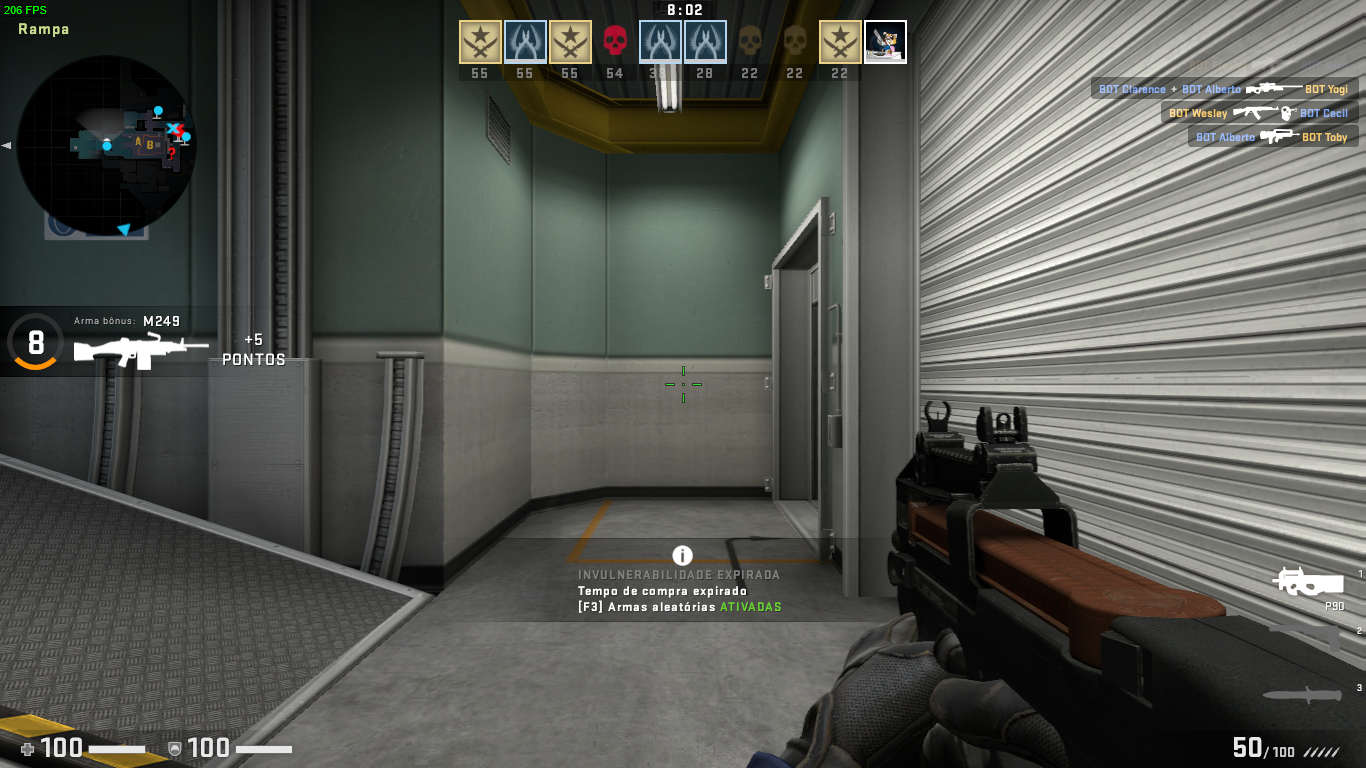 206 FPS
Rampa
8:02
55 55 55 54 28 22 22 22
BOT Clarence + BOT Alberto BOT Yogi
BOT Wesley BOT Cecil
BOT Alberto BOT Toby
A B
?
8
Arma bônus: M249
+5
PONTOS
INVULNERABILIDADE EXPIRADA
Tempo de compra expirado
[F3] Armas aleatórias ATIVADAS
1
P90
2
3
100 100
50/100